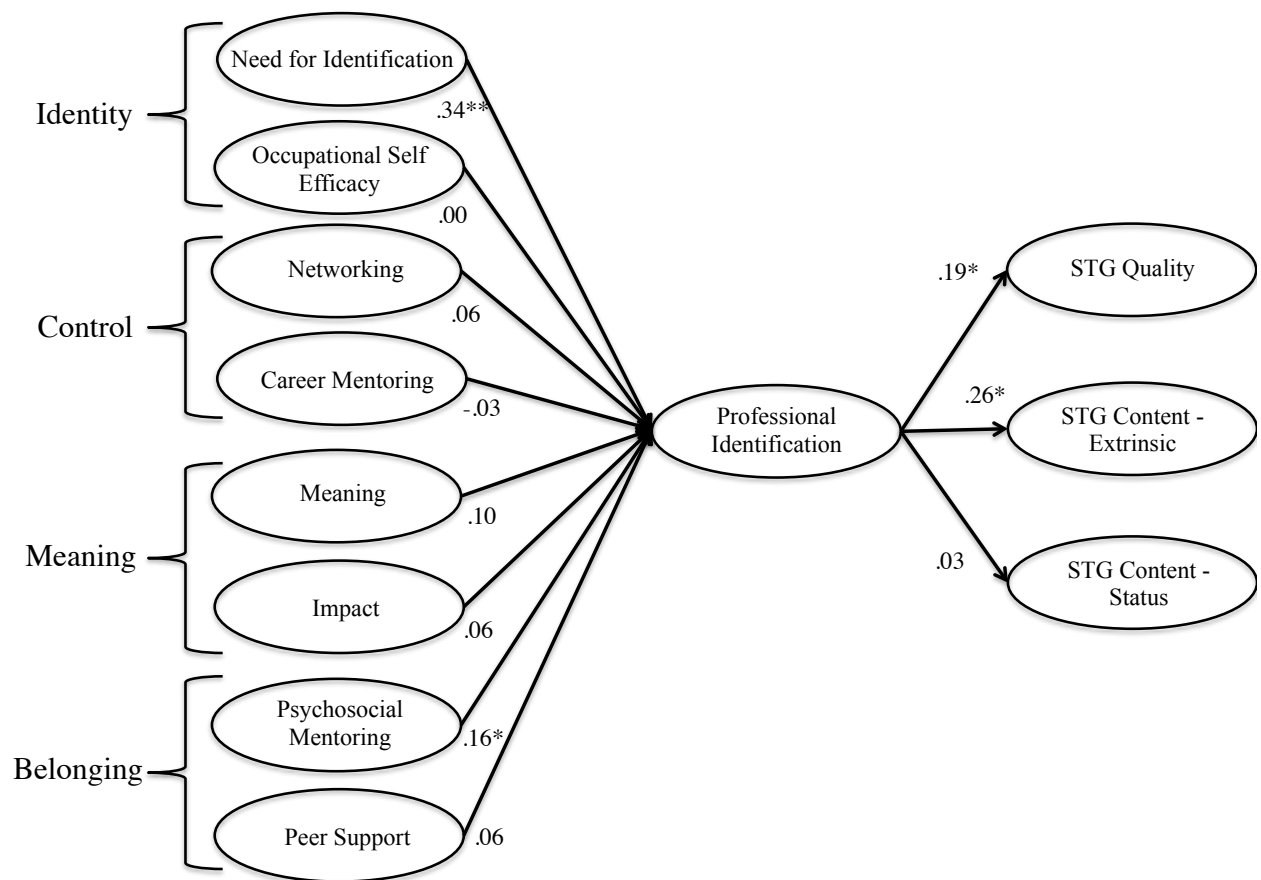 Identity
Need for Identification
.34**
Occupational Self
Efficacy
.00
Control
Networking
.06
Career Mentoring
-.03
Meaning
Meaning
.10
Impact
.06
Belonging
Psychosocial
Mentoring
.16*
Peer Support
.06
Professional
Identification
.19*
STG Quality
.26*
STG Content -
Extrinsic
.03
STG Content -
Status